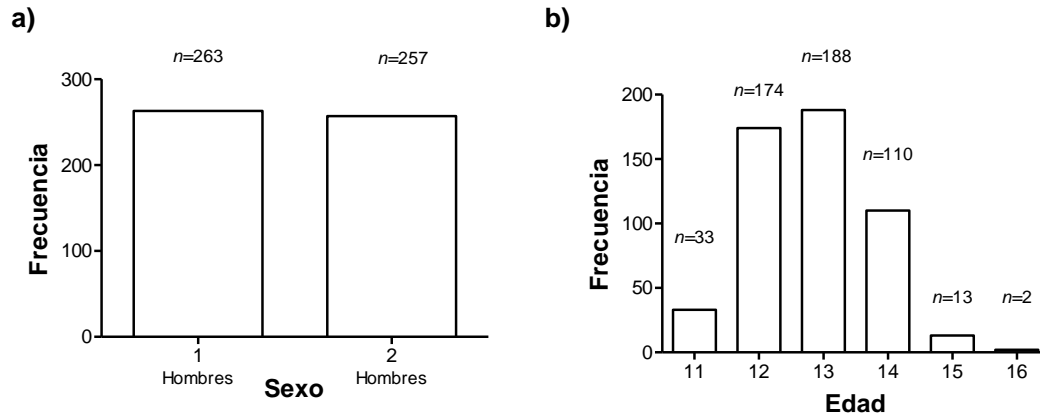 a)
n=263
n=257
300
200
100
0
Frecuencia
1
2
Hombres
Hombres
Sexo
b)
n=188
n=174
n=110
n=33
n=13
n=2
200
150
100
50
0
Frecuencia
11 12 13 14 15 16
Edad